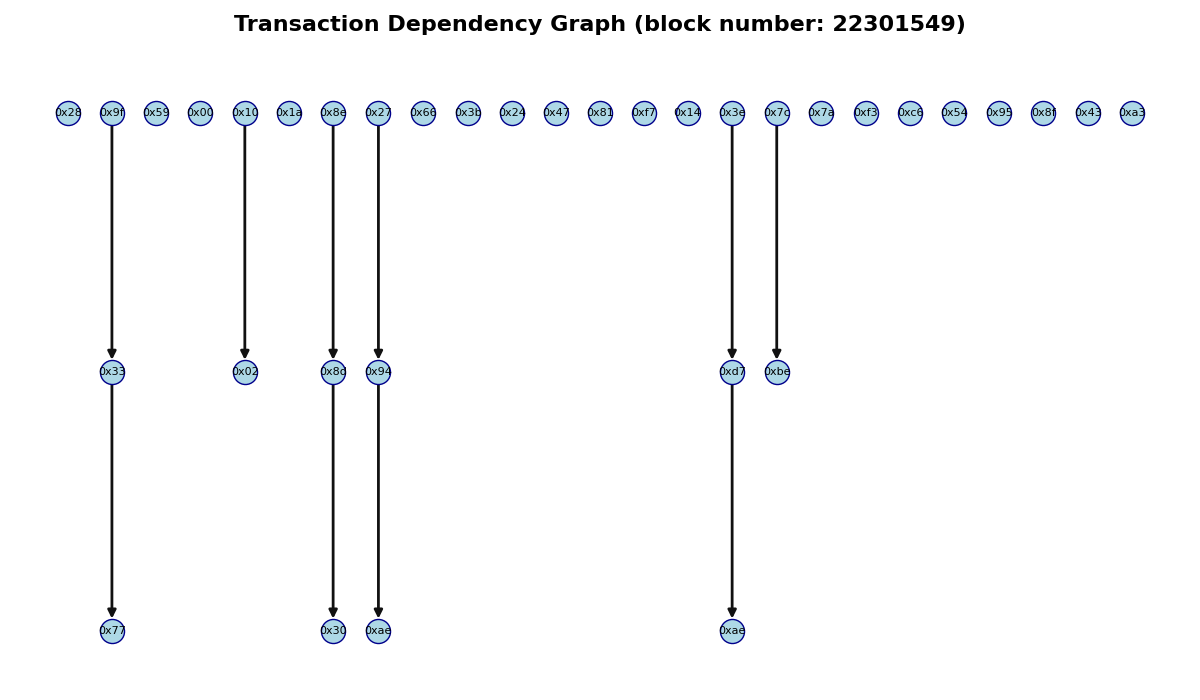 Transaction Dependency Graph (block number: 22301549)
0x28 0x9f 0x59 0x00 0x10 0x1a 0x8e 0x27 0x66 0x3b 0x24 0x47 0x81 0xf7 0x14 0x3e 0x7c 0x7a 0xf3 0xc6 0x54 0x95 0x8f 0x43 0xa3
0x33 0x02 0x8d 0x94 0xd7 0xbe
0x77 0x30 0xae 0xae